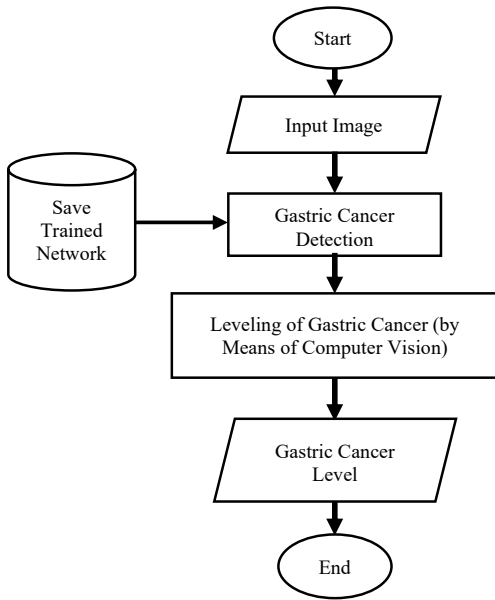 Start
Input Image
Save
Trained
Network
Gastric Cancer
Detection
Leveling of Gastric Cancer (by
Means of Computer Vision)
Gastric Cancer
Level
End